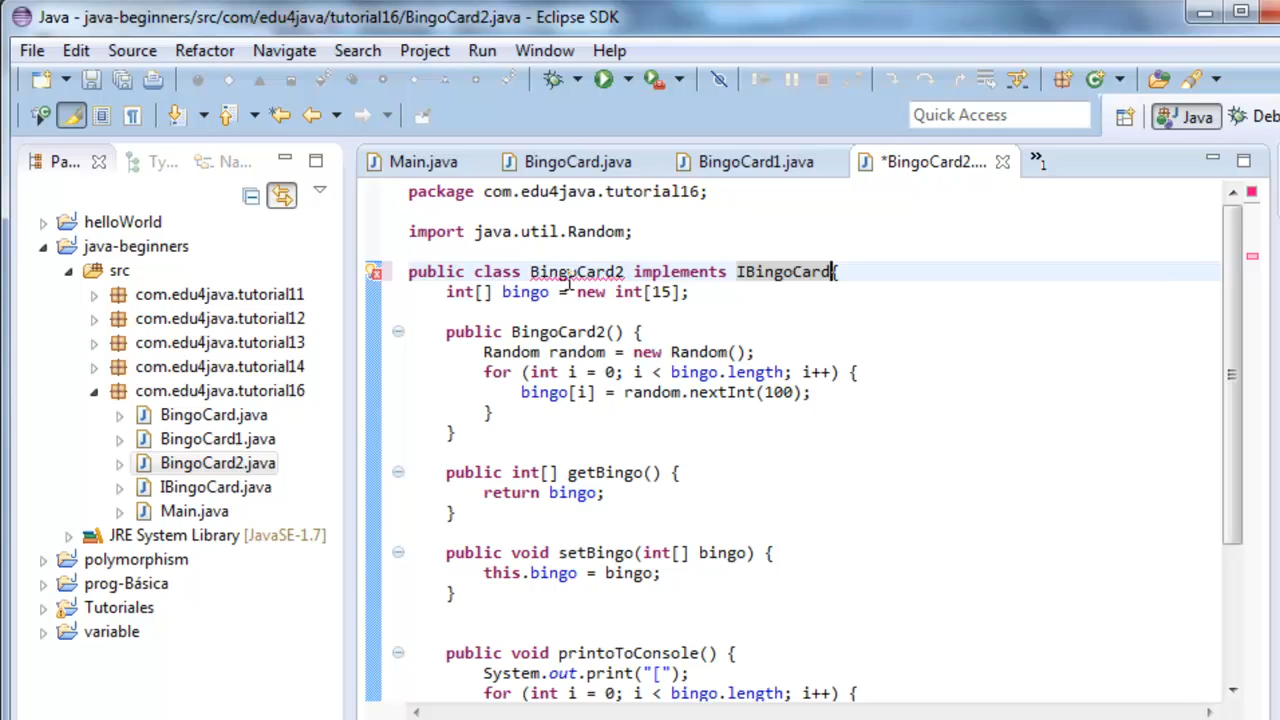 Java - java-beginners/src/com/edu4java/tutorial16/BingoCard2.java - Eclipse SDK
File Edit Source Refactor Navigate Search Project Run Window Help
Quick Access
Java
Deb
Pa...
Ty...
Na...
Main.java
BingoCard.java
BingoCard1.java
*BingoCard2....
»1
helloWorld
java-beginners
src
com.edu4java.tutorial11
com.edu4java.tutorial12
com.edu4java.tutorial13
com.edu4java.tutorial14
com.edu4java.tutorial16
BingoCard.java
BingoCard1.java
BingoCard2.java
IBingoCard.java
Main.java
JRE System Library [JavaSE-1.7]
polymorphism
prog-Básica
Tutoriales
variable
package com.edu4java.tutorial16;
import java.util.Random;
public class BingoCard2 implements IBingoCard{
int[] bingo = new int[15];
public BingoCard2() {
Random random = new Random();
for (int i = 0; i < bingo.length; i++) {
bingo[i] = random.nextInt(100);
}
}
public int[] getBingo() {
return bingo;
}
public void setBingo(int[] bingo) {
this.bingo = bingo;
}
public void printoToConsole() {
System.out.print("[");
for (int i = 0; i < bingo.length; i++) {